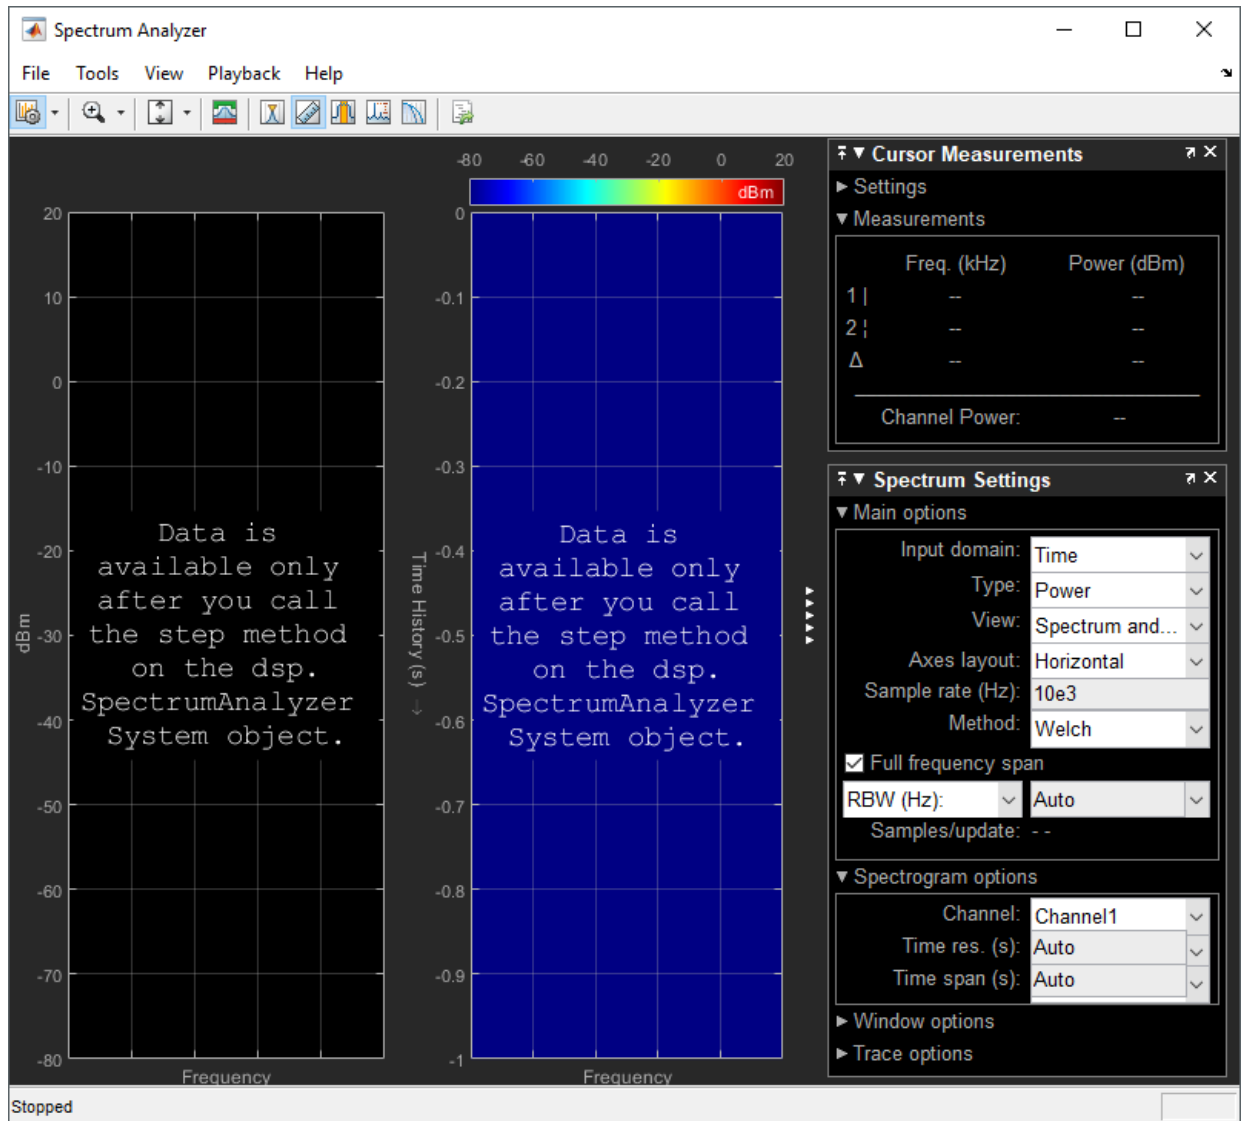 Spectrum Analyzer
File Tools View Playback Help
-80 -60 -40 -20 0 20
dBm
20
10
0
-10
-20
-30
-40
-50
-60
-70
-80
dBm
Data is
available only
after you call
the step method
on the dsp.
SpectrumAnalyzer
System object.
Frequency
0
-0.1
-0.2
-0.3
-0.4
-0.5
-0.6
-0.7
-0.8
-0.9
-1
Time History (s) →
Data is
available only
after you call
the step method
on the dsp.
SpectrumAnalyzer
System object.
Frequency
Cursor Measurements
Settings
Measurements
Freq. (kHz) Power (dBm)
1 | -- --
2 ¦ -- --
Δ -- --
Channel Power: --
Spectrum Settings
Main options
Input domain: Time
Type: Power
View: Spectrum and...
Axes layout: Horizontal
Sample rate (Hz): 10e3
Method: Welch
Full frequency span
RBW (Hz): Auto
Samples/update: - -
Spectrogram options
Channel: Channel1
Time res. (s): Auto
Time span (s): Auto
Window options
Trace options
Stopped